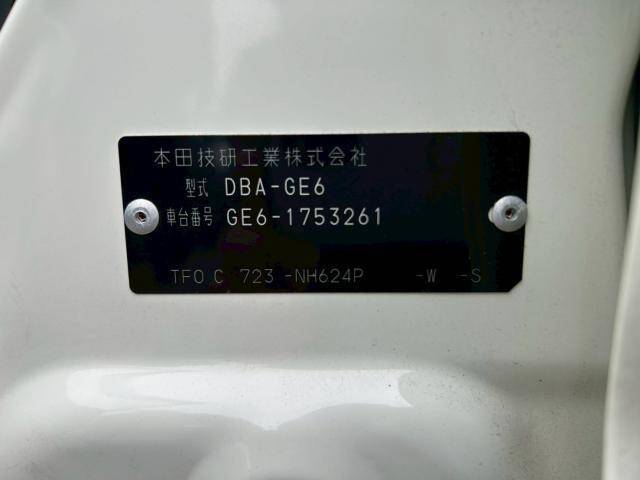 本田技研工業株式会社
型式 DBA-GE6
車台番号 GE6-1753261
TF0 C 723 -NH624P -W -S